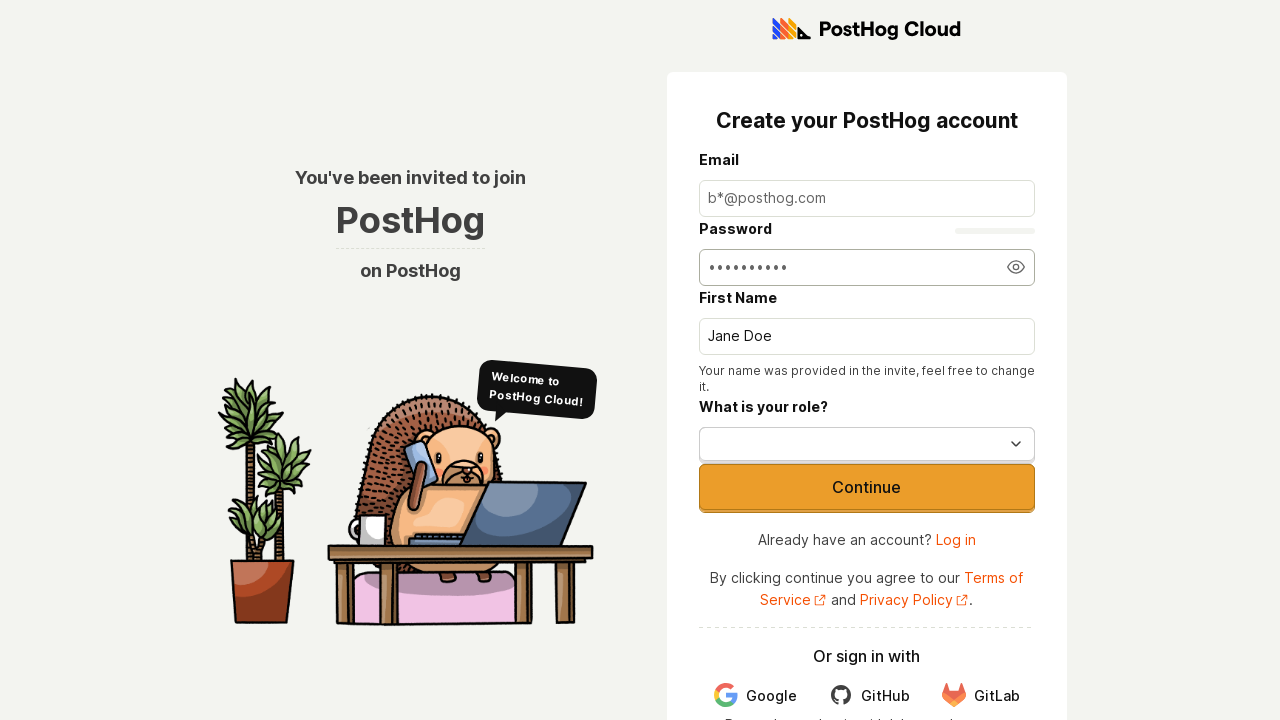 PostHog Cloud
You've been invited to join
PostHog
on PostHog
Welcome to
PostHog Cloud!
Create your PostHog account
Email
b*@posthog.com
Password
••••••••••
First Name
Jane Doe
Your name was provided in the invite, feel free to change
it.
What is your role?
Continue
Already have an account? Log in
By clicking continue you agree to our Terms of
Service and Privacy Policy.
Or sign in with
Google GitHub GitLab